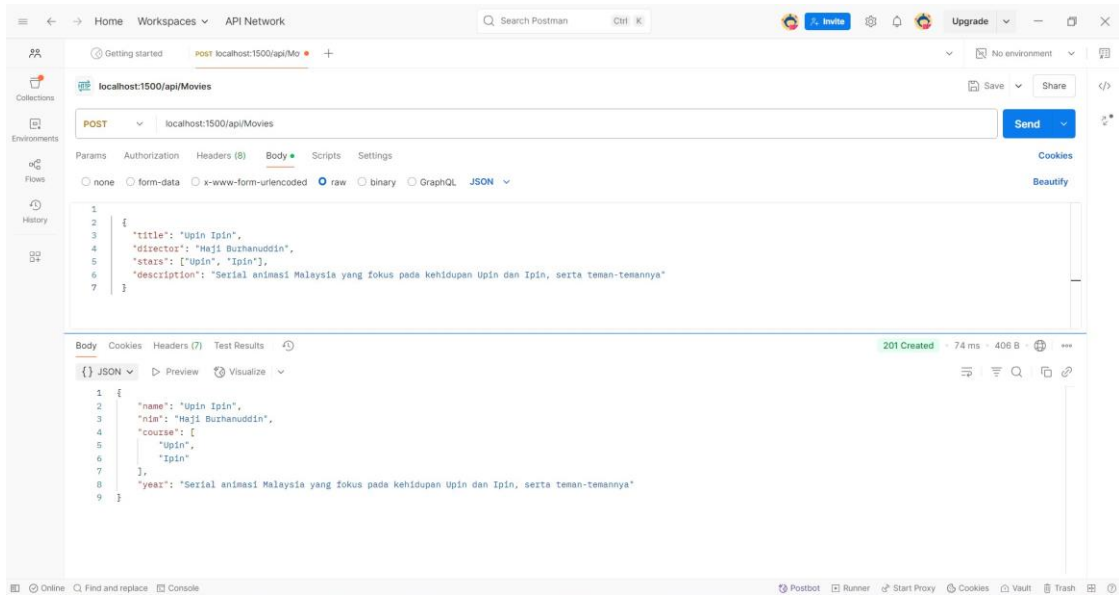 Home Workspaces API Network Search Postman Ctrl K Invite Upgrade
Getting started POST localhost:1500/api/Mo No environment
HTTP localhost:1500/api/Movies Save Share
Collections
POST localhost:1500/api/Movies Send
Environments
Params Authorization Headers (8) Body Scripts Settings Cookies
Flows
none form-data x-www-form-urlencoded raw binary GraphQL JSON Beautify
History
1
2 {
3 "title": "Upin Ipin",
4 "director": "Haji Burhanuddin",
5 "stars": ["Upin", "Ipin"],
6 "description": "Serial animasi Malaysia yang fokus pada kehidupan Upin dan Ipin, serta teman-temannya"
7 }
Body Cookies Headers (7) Test Results 201 Created 74 ms 406 B
{} JSON Preview Visualize
1 {
2 "name": "Upin Ipin",
3 "nim": "Haji Burhanuddin",
4 "course": [
5 "Upin",
6 "Ipin"
7 ],
8 "year": "Serial animasi Malaysia yang fokus pada kehidupan Upin dan Ipin, serta teman-temannya"
9 }
Online Find and replace Console Postbot Runner Start Proxy Cookies Vault Trash